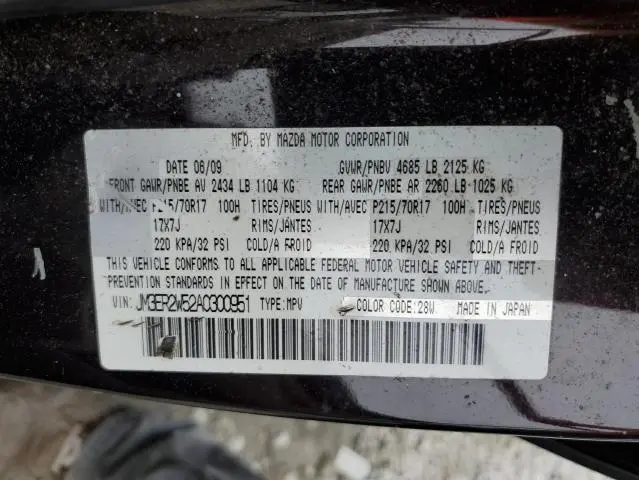 MFD. BY MAZDA MOTOR CORPORATION
DATE 06/09 GVWR/PNBV 4685 LB 2125 KG
FRONT GAWR/PNBE AV 2434 LB 1104 KG REAR GAWR/PNBE AR 2260 LB 1025 KG
WITH/AVEC P215/70R17 100H TIRES/PNEUS WITH/AVEC P215/70R17 100H TIRES/PNEUS
17X7J RIMS/JANTES 17X7J RIMS/JANTES
220 KPA/32 PSI COLD/A FROID 220 KPA/32 PSI COLD/A FROID
THIS VEHICLE CONFORMS TO ALL APPLICABLE FEDERAL MOTOR VEHICLE SAFETY AND THEFT-
PREVENTION STANDARDS IN EFFECT ON THE DATE OF MANUFACTURE SHOWN ABOVE.
VIN: JM3ER2W52A0300951 TYPE: MPV COLOR CODE: 28W MADE IN JAPAN